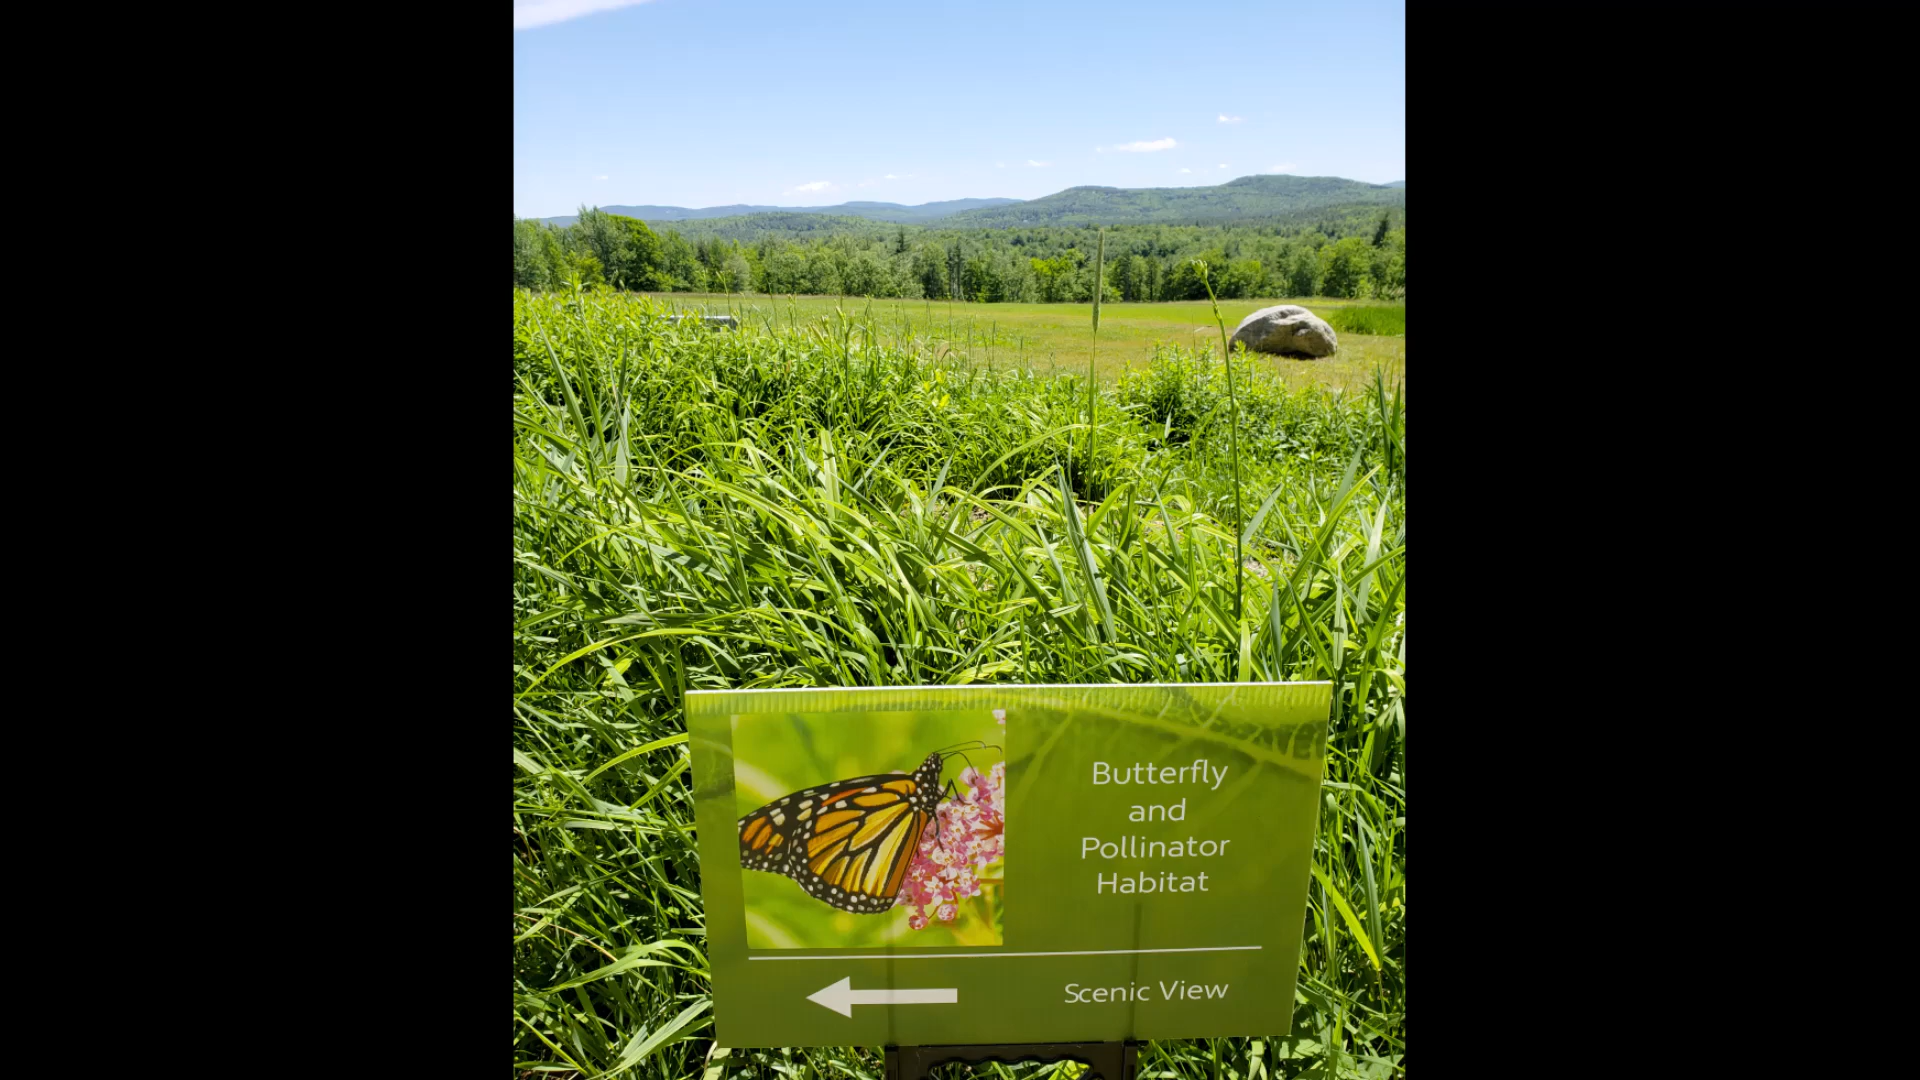 Butterfly
and
Pollinator
Habitat
Scenic View